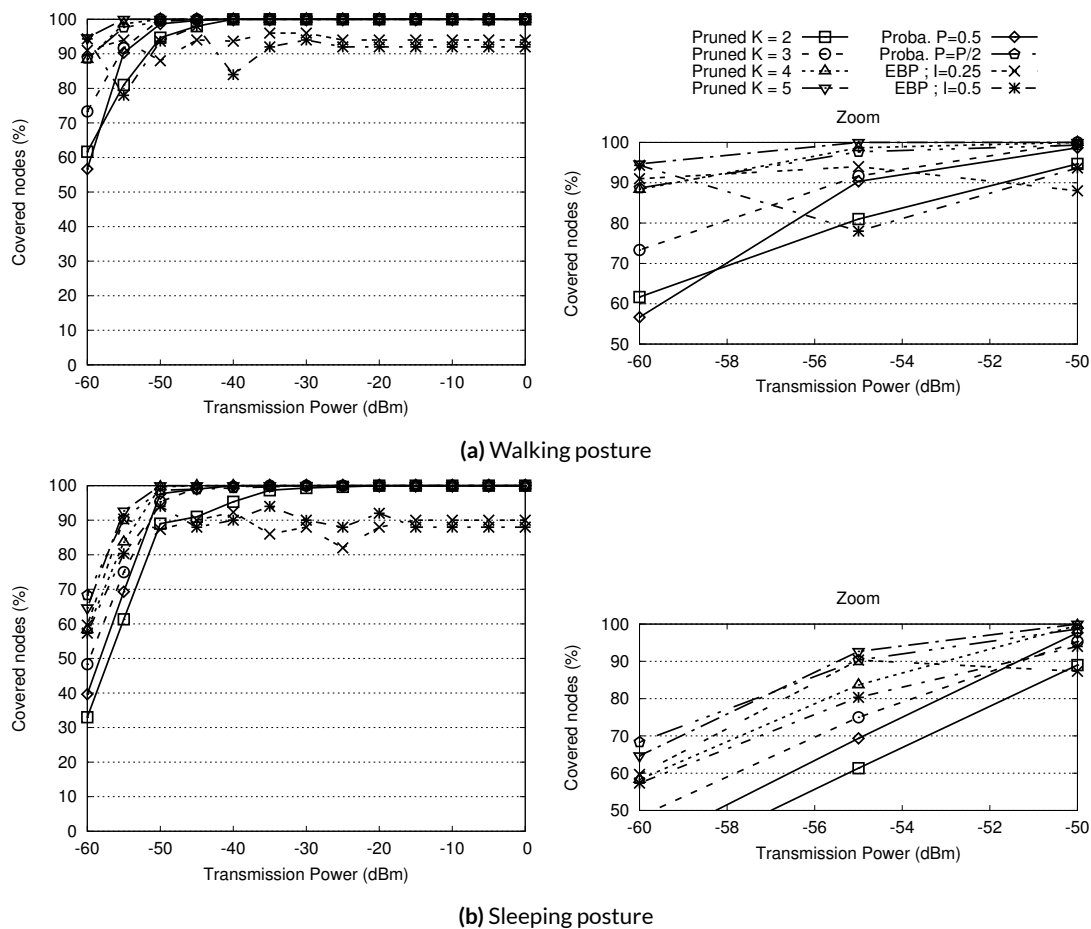 Covered nodes (%)
100
90
80
70
60
50
40
30
20
10
0
-60 -50 -40 -30 -20 -10 0
Transmission Power (dBm)
Pruned K = 2
Pruned K = 3
Pruned K = 4
Pruned K = 5
Proba. P=0.5
Proba. P=P/2
EBP ; I=0.25
EBP ; I=0.5
Zoom
Covered nodes (%)
100
90
80
70
60
50
-60 -58 -56 -54 -52 -50
Transmission Power (dBm)
(a) Walking posture
Covered nodes (%)
100
90
80
70
60
50
40
30
20
10
0
-60 -50 -40 -30 -20 -10 0
Transmission Power (dBm)
Zoom
Covered nodes (%)
100
90
80
70
60
50
-60 -58 -56 -54 -52 -50
Transmission Power (dBm)
(b) Sleeping posture